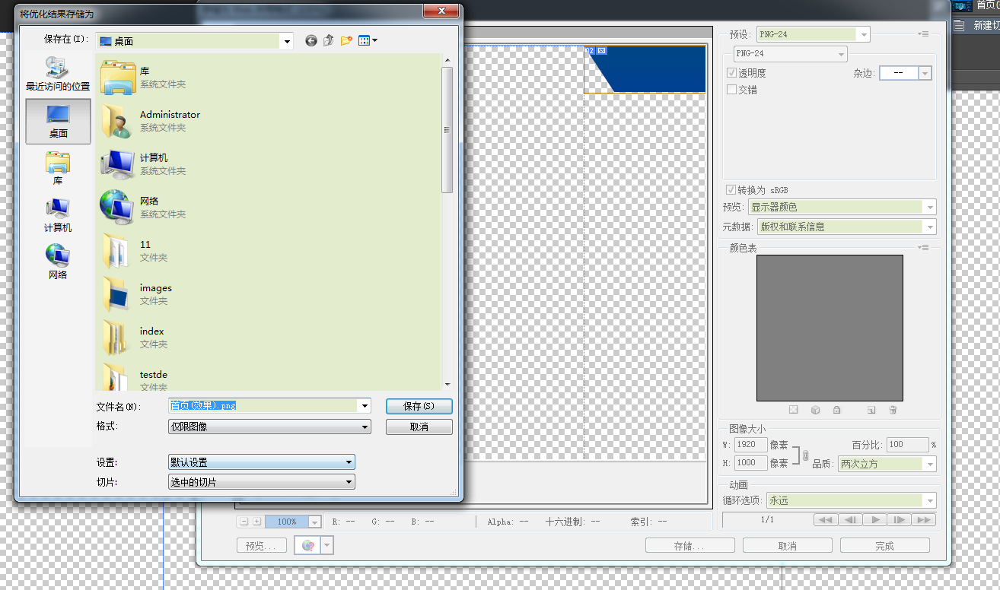 将优化结果存储为
保存在(I):
桌面
最近访问的位置
桌面
库
计算机
网络
库
系统文件夹
Administrator
系统文件夹
计算机
系统文件夹
网络
系统文件夹
11
文件夹
images
文件夹
index
文件夹
testde
文件夹
文件名(N):
首页(效果).png
保存(S)
格式:
仅限图像
取消
设置:
默认设置
切片:
选中的切片
02
预设:
PNG-24
PNG-24
透明度
杂边:
--
交错
转换为 sRGB
预览:
显示器颜色
元数据:
版权和联系信息
颜色表
图像大小
W: 1920 像素
百分比: 100 %
H: 1000 像素
品质: 两次立方
动画
循环选项: 永远
1/1
100%
R: --
G: --
B: --
Alpha: --
十六进制: --
索引: --
预览...
存储...
取消
完成
首页(
新建切